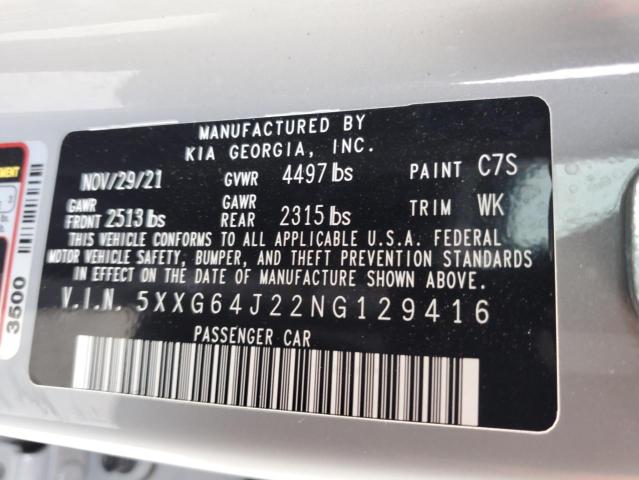 MANUFACTURED BY
KIA GEORGIA, INC.
NOV/29/21 GVWR 4497 lbs PAINT C7S
GAWR FRONT 2513 lbs GAWR REAR 2315 lbs TRIM WK
THIS VEHICLE CONFORMS TO ALL APPLICABLE U.S.A. FEDERAL
MOTOR VEHICLE SAFETY, BUMPER, AND THEFT PREVENTION STANDARDS
IN EFFECT ON THE DATE OF MANUFACTURE SHOWN ABOVE.
V.I.N. 5XXG64J22NG129416
PASSENGER CAR
3500